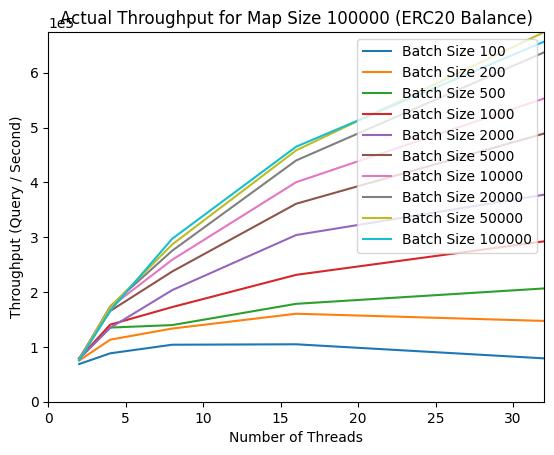 Actual Throughput for Map Size 100000 (ERC20 Balance)
1e5
Throughput (Query / Second)
6
5
4
3
2
1
0
Batch Size 100
Batch Size 200
Batch Size 500
Batch Size 1000
Batch Size 2000
Batch Size 5000
Batch Size 10000
Batch Size 20000
Batch Size 50000
Batch Size 100000
0 5 10 15 20 25 30
Number of Threads